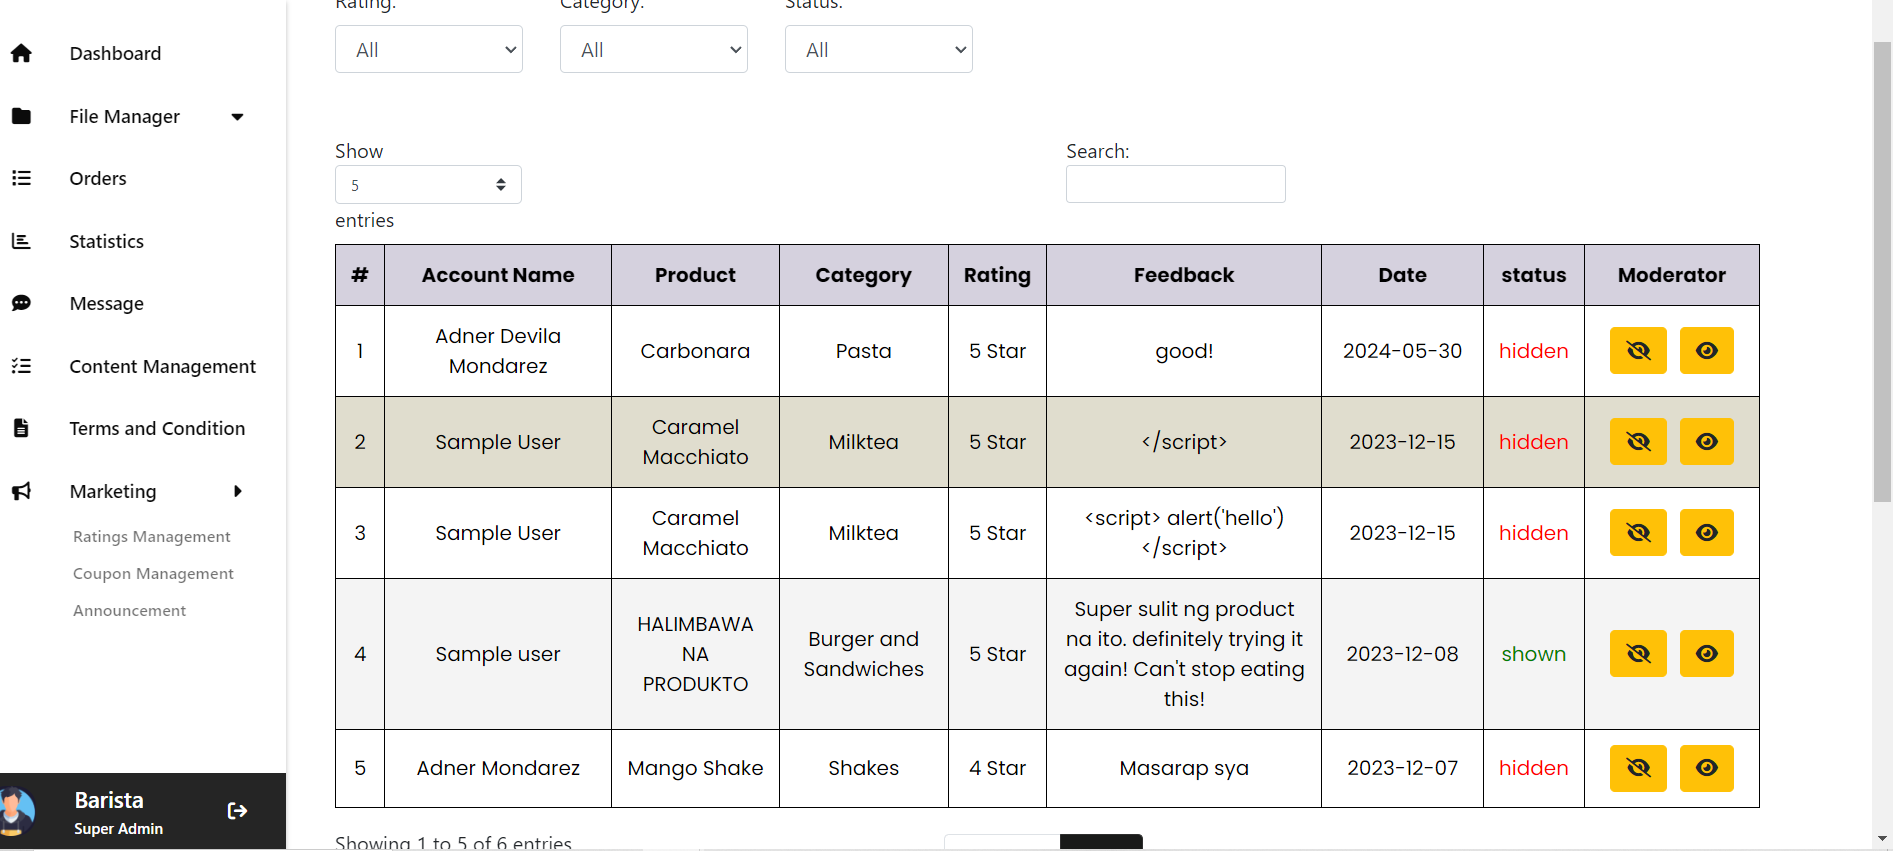 Rating:
Category:
Status:
All
All
All
Dashboard
File Manager
Orders
Statistics
Message
Content Management
Terms and Condition
Marketing
Ratings Management
Coupon Management
Announcement
Barista
Super Admin
Show
5
entries
Search:
# Account Name Product Category Rating Feedback Date status Moderator
1
Adner Devila
Mondarez
Carbonara
Pasta
5 Star
good!
2024-05-30
hidden
2
Sample User
Caramel
Macchiato
Milktea
5 Star
</script>
2023-12-15
hidden
3
Sample User
Caramel
Macchiato
Milktea
5 Star
<script> alert('hello')
</script>
2023-12-15
hidden
4
Sample user
HALIMBAWA
NA
PRODUKTO
Burger and
Sandwiches
5 Star
Super sulit ng product
na ito. definitely trying it
again! Can't stop eating
this!
2023-12-08
shown
5
Adner Mondarez
Mango Shake
Shakes
4 Star
Masarap sya
2023-12-07
hidden
Showing 1 to 5 of 6 entries